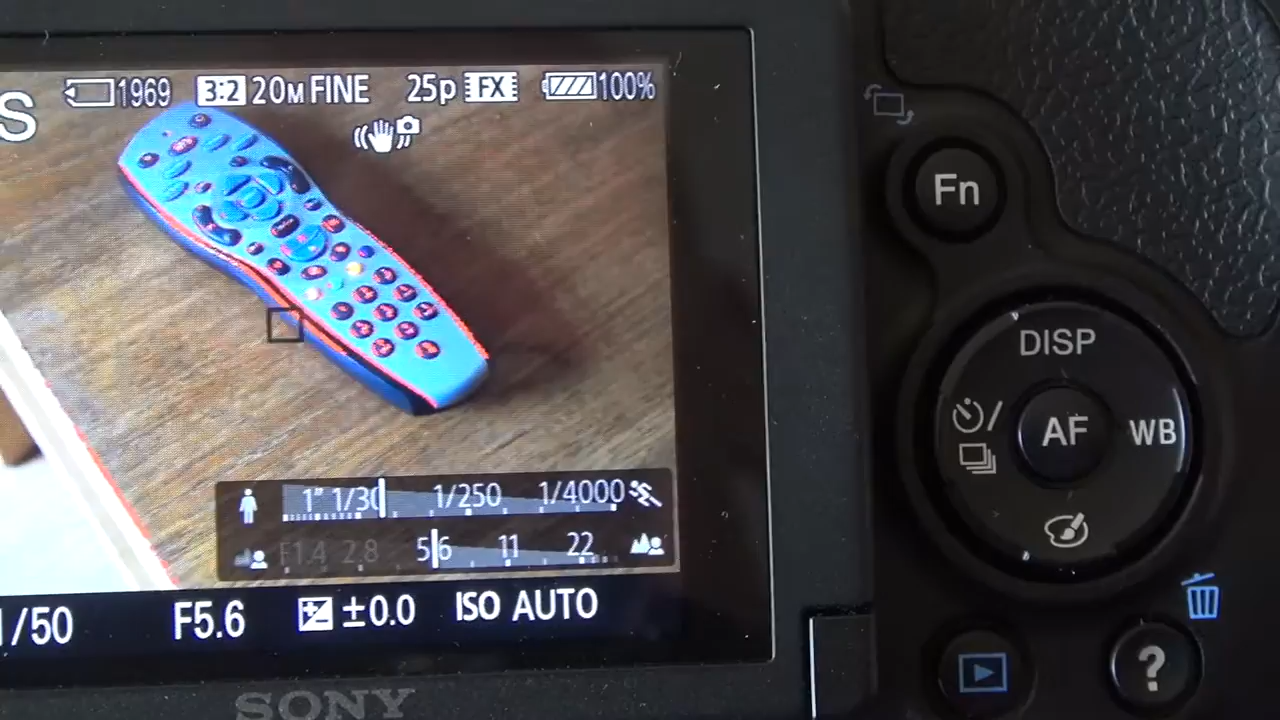 S 1969 3:2 20M FINE 25p FX 100%
Fn
DISP
AF WB
1" 1/30 1/250 1/4000
F1.4 2.8 5.6 11 22
1/50 F5.6 ±0.0 ISO AUTO
?
SONY